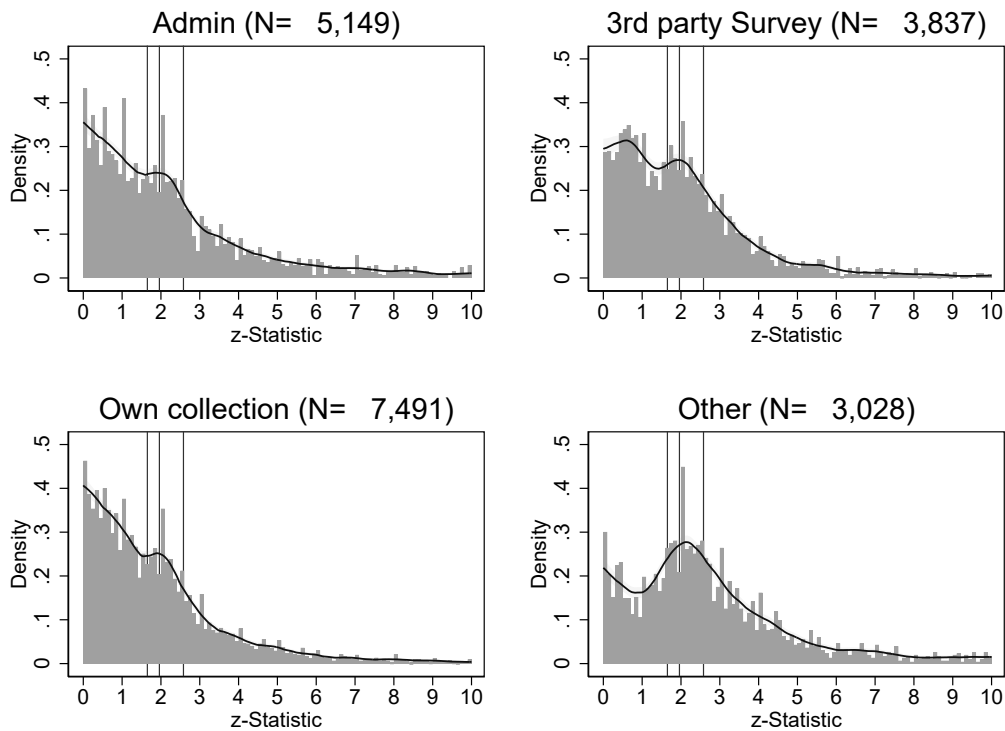 Admin (N= 5,149)
.5
.4
.3
.2
.1
0
Density
0 1 2 3 4 5 6 7 8 9 10
z-Statistic
3rd party Survey (N= 3,837)
.5
.4
.3
.2
.1
0
Density
0 1 2 3 4 5 6 7 8 9 10
z-Statistic
Own collection (N= 7,491)
.5
.4
.3
.2
.1
0
Density
0 1 2 3 4 5 6 7 8 9 10
z-Statistic
Other (N= 3,028)
.5
.4
.3
.2
.1
0
Density
0 1 2 3 4 5 6 7 8 9 10
z-Statistic